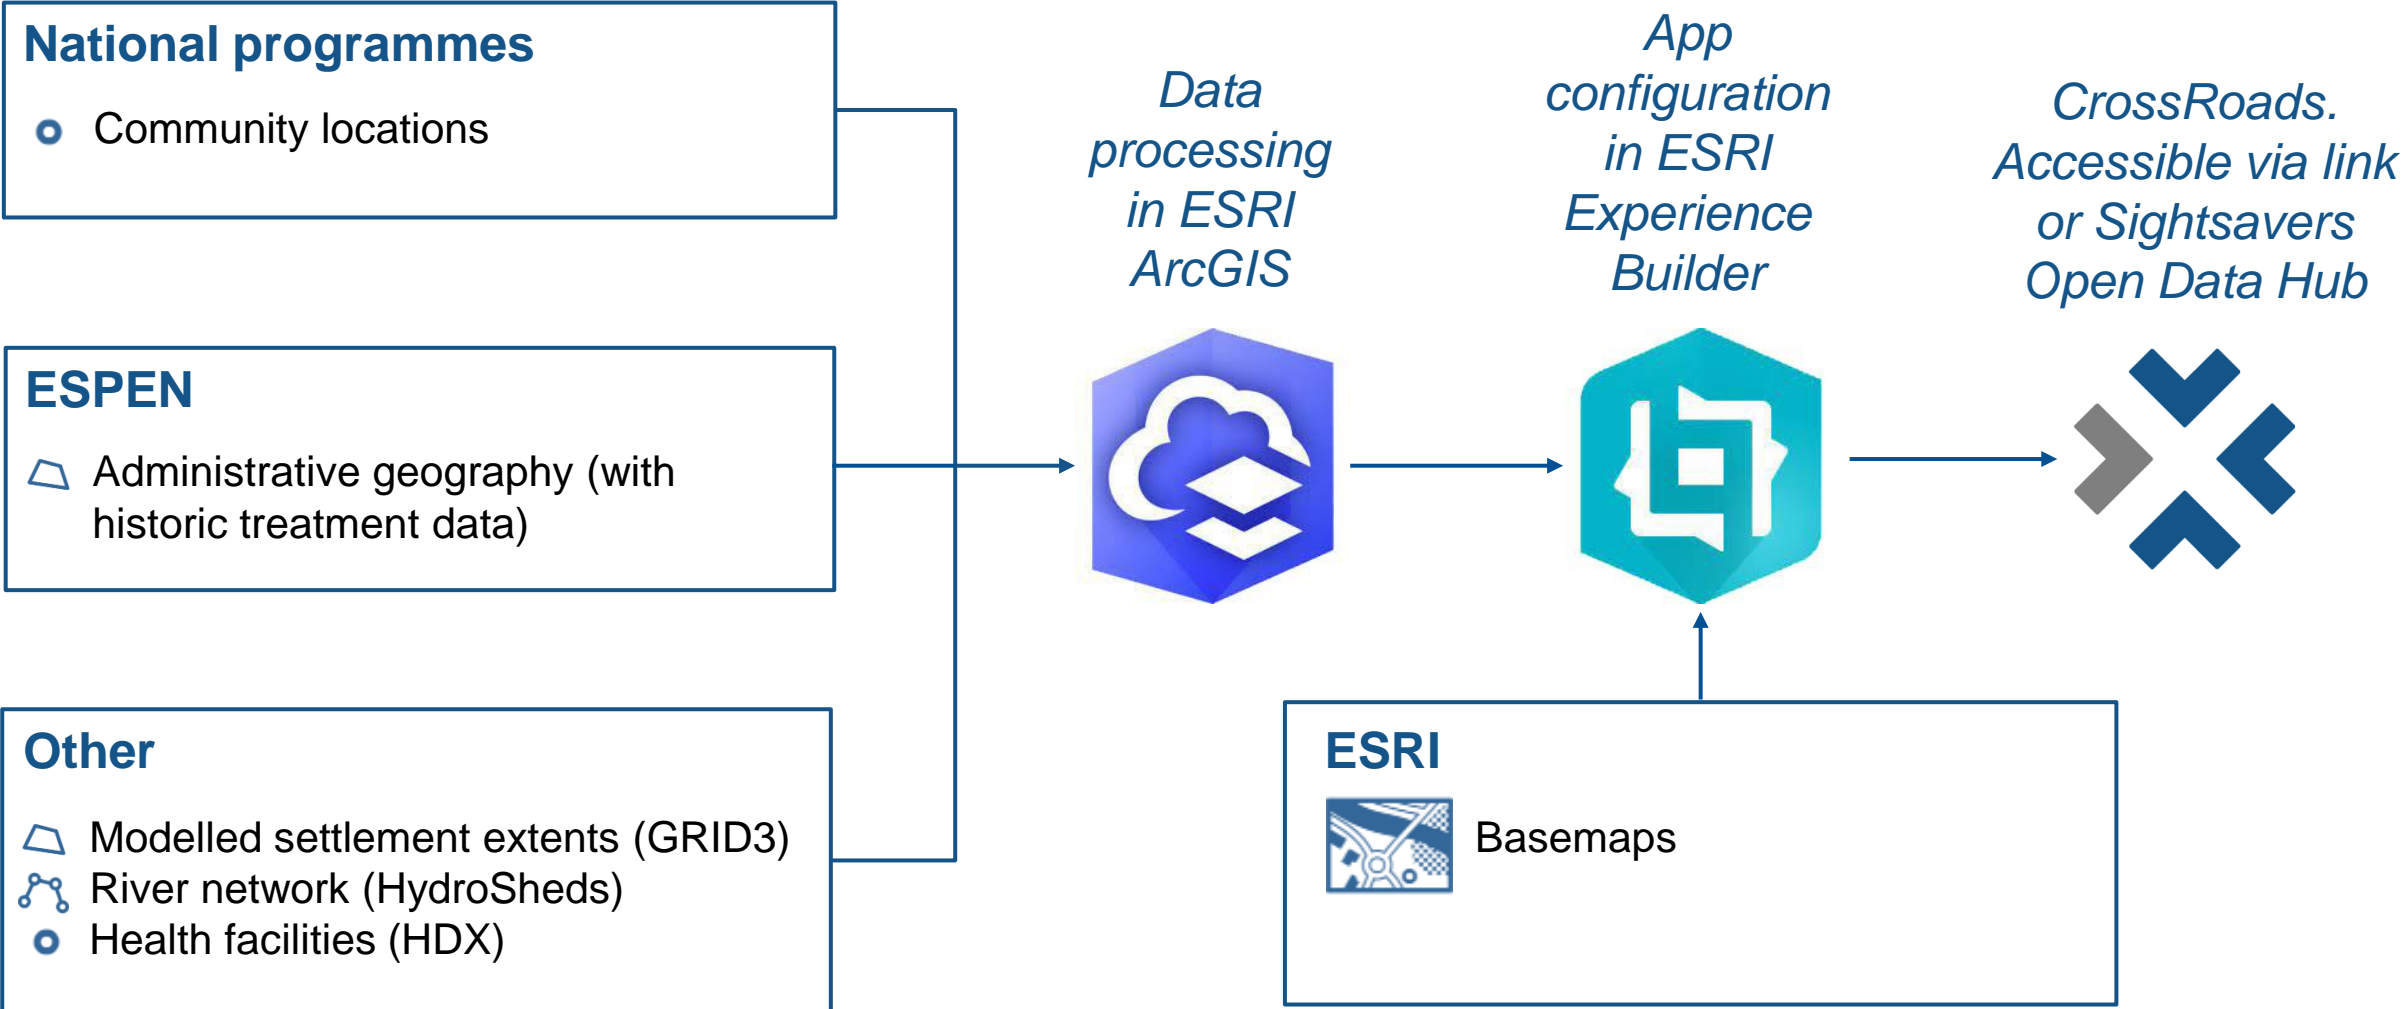 National programmes
Community locations
ESPEN
Administrative geography (with
historic treatment data)
Other
Modelled settlement extents (GRID3)
River network (HydroSheds)
Health facilities (HDX)
Data
processing
in ESRI
ArcGIS
App
configuration
in ESRI
Experience
Builder
CrossRoads.
Accessible via link
or Sightsavers
Open Data Hub
ESRI
Basemaps